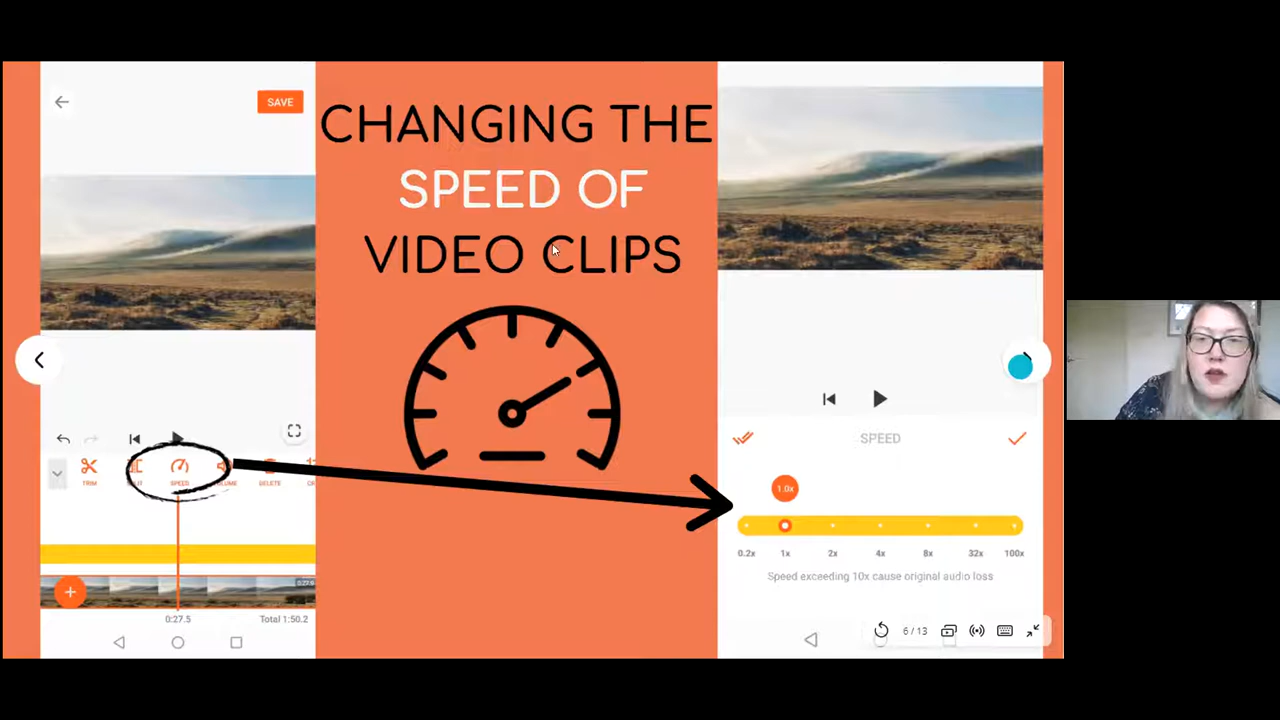 SAVE
CHANGING THE
SPEED OF
VIDEO CLIPS
TRIM
SPEED
DELETE
0:27.5
Total 1:50.2
SPEED
1.0x
0.2x 1x 2x 4x 8x 32x 100x
Speed exceeding 10x cause original audio loss
6 / 13